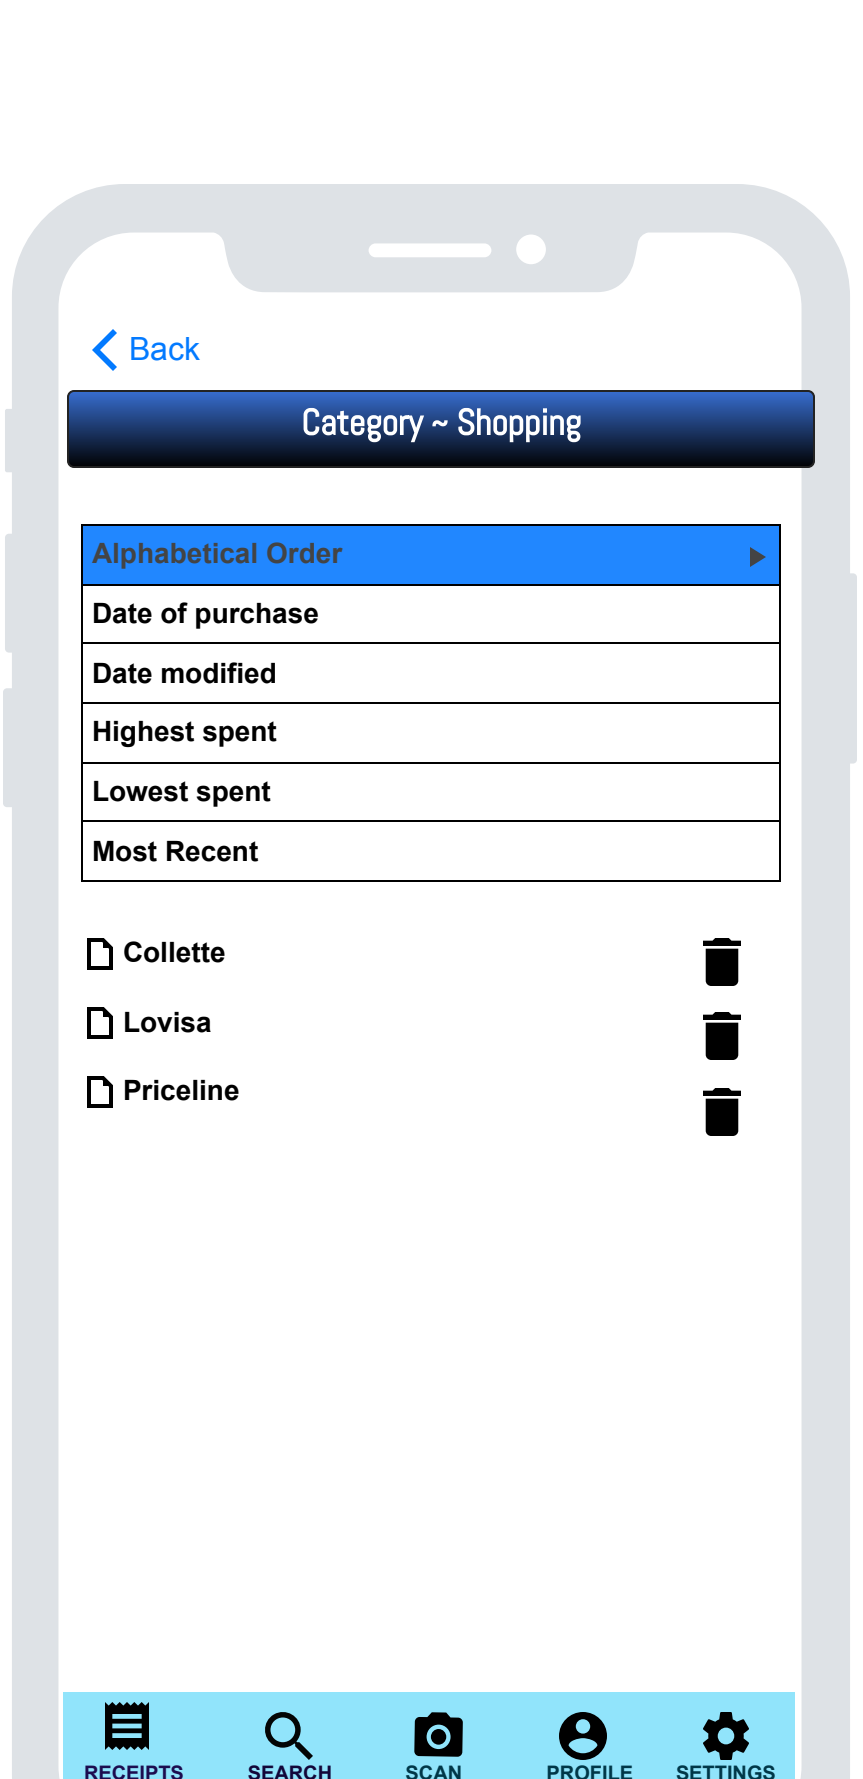 Back
Category ~ Shopping
Alphabetical Order
Date of purchase
Date modified
Highest spent
Lowest spent
Most Recent
Collette
Lovisa
Priceline
RECEIPTS SEARCH SCAN PROFILE SETTINGS